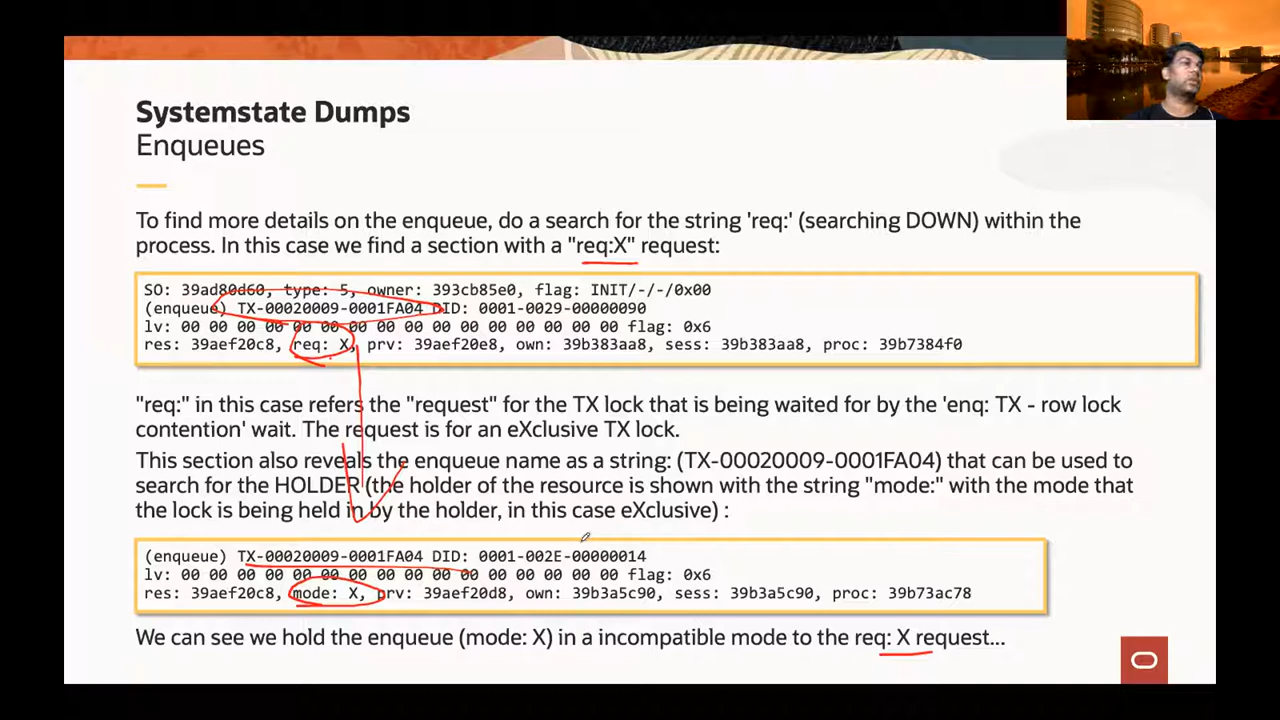 Systemstate Dumps
Enqueues
To find more details on the enqueue, do a search for the string 'req:' (searching DOWN) within the
process. In this case we find a section with a "req:X" request:
SO: 39ad80d60, type: 5, owner: 393cb85e0, flag: INIT/-/-/0x00
(enqueue) TX-00020009-0001FA04 DID: 0001-0029-00000090
lv: 00 00 00 00 00 00 00 00 00 00 00 00 00 00 00 00 flag: 0x6
res: 39aef20c8, req: X, prv: 39aef20e8, own: 39b383aa8, sess: 39b383aa8, proc: 39b7384f0
"req:" in this case refers the "request" for the TX lock that is being waited for by the 'enq: TX - row lock
contention' wait. The request is for an eXclusive TX lock.
This section also reveals the enqueue name as a string: (TX-00020009-0001FA04) that can be used to
search for the HOLDER (the holder of the resource is shown with the string "mode:" with the mode that
the lock is being held in by the holder, in this case eXclusive) :
(enqueue) TX-00020009-0001FA04 DID: 0001-002E-00000014
lv: 00 00 00 00 00 00 00 00 00 00 00 00 00 00 00 00 flag: 0x6
res: 39aef20c8, mode: X, prv: 39aef20d8, own: 39b3a5c90, sess: 39b3a5c90, proc: 39b73ac78
We can see we hold the enqueue (mode: X) in a incompatible mode to the req: X request...